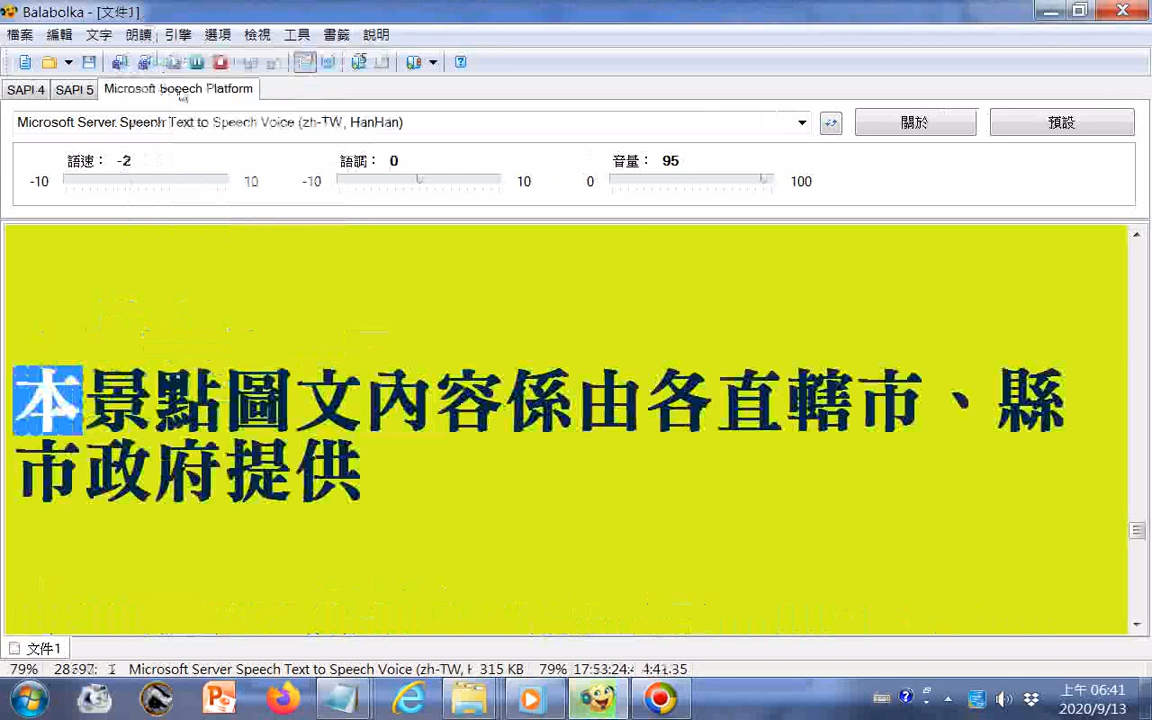 Balabolka - [文件1]
檔案 編輯 文字 朗讀 引擎 選項 檢視 工具 書籤 說明
SAPI 4 SAPI 5 Microsoft Speech Platform
Microsoft Server Speech Text to Speech Voice (zh-TW, HanHan) 關於 預設
語速： -2 語調： 0 音量： 95
-10 10 -10 10 0 100
本景點圖文內容係由各直轄市、縣
市政府提供
文件1
79% Microsoft Server Speech Text to Speech Voice (zh-TW, 315 KB 79%
上午 06:41
2020/9/13